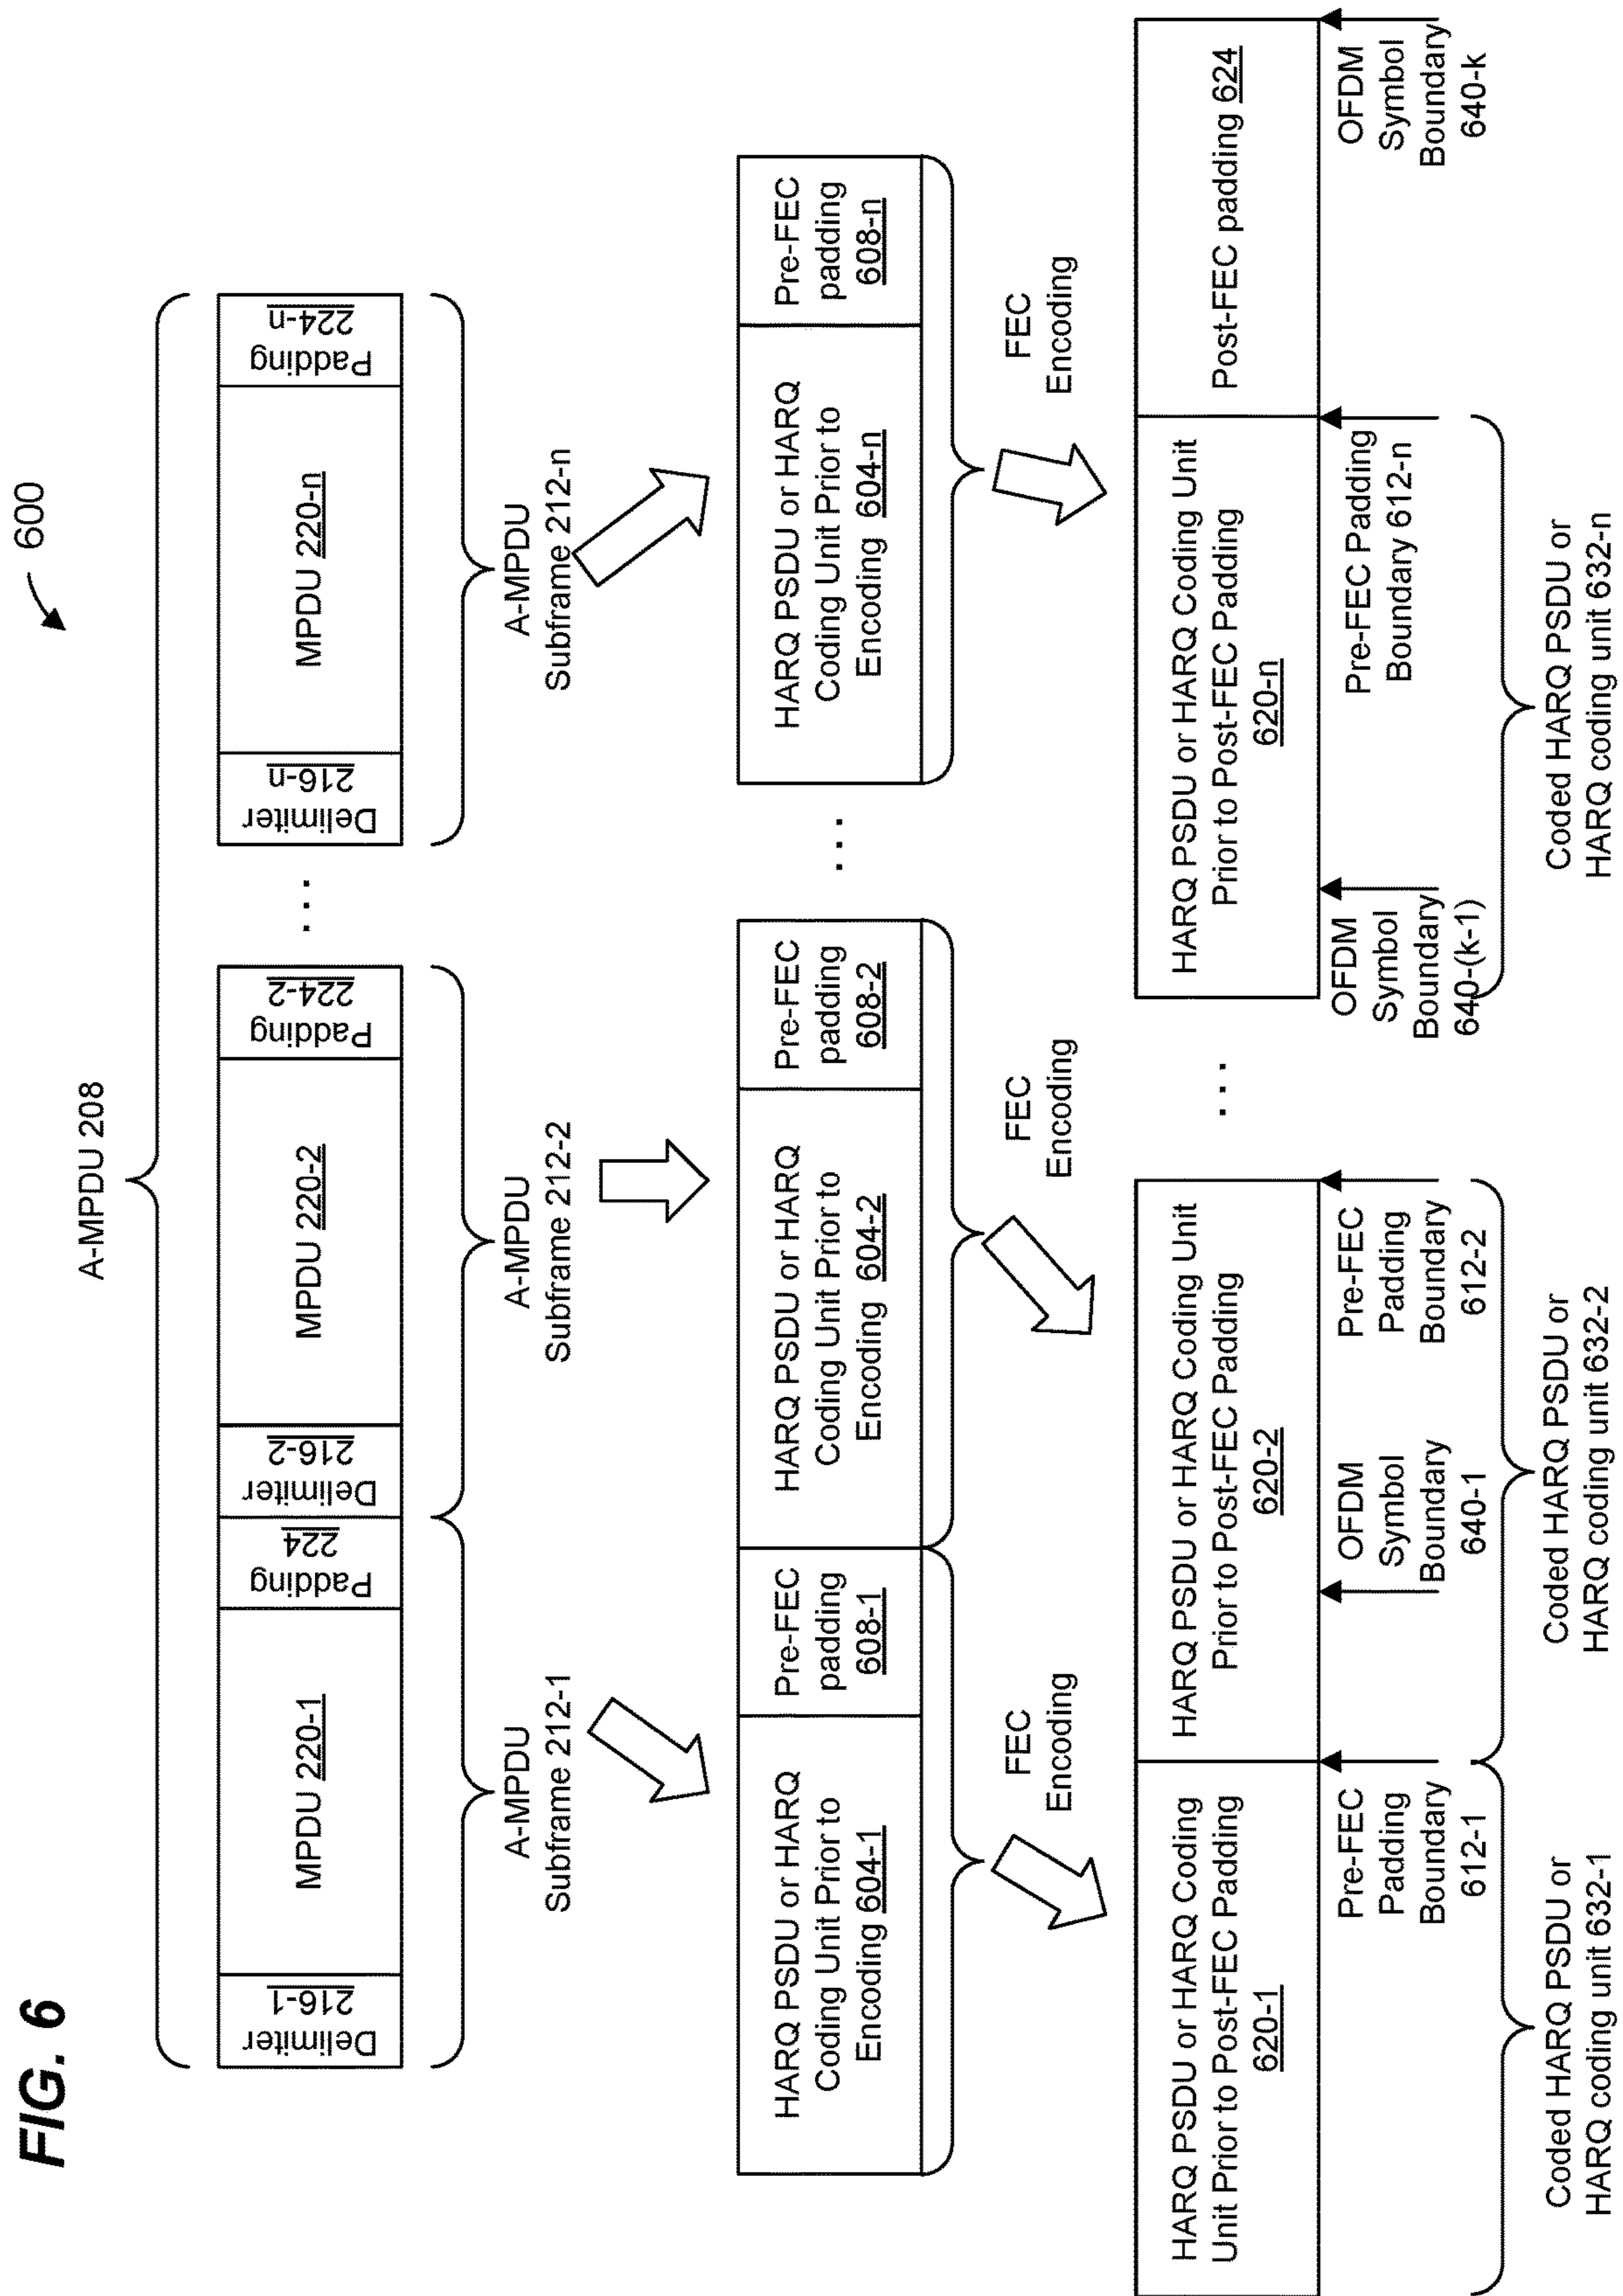 FIG. 6
600
A-MPDU 208
Delimiter
216-1
MPDU 220-1
Padding
224
Delimiter
216-2
MPDU 220-2
Padding
224-2
. . .
Delimiter
216-n
MPDU 220-n
Padding
224-n
A-MPDU
Subframe 212-1
A-MPDU
Subframe 212-2
A-MPDU
Subframe 212-n
HARQ PSDU or HARQ
Coding Unit Prior to
Encoding 604-1
Pre-FEC
padding
608-1
HARQ PSDU or HARQ
Coding Unit Prior to
Encoding 604-2
Pre-FEC
padding
608-2
. . .
HARQ PSDU or HARQ
Coding Unit Prior to
Encoding 604-n
Pre-FEC
padding
608-n
FEC
Encoding
FEC
Encoding
FEC
Encoding
HARQ PSDU or HARQ Coding
Unit Prior to Post-FEC Padding
620-1
HARQ PSDU or HARQ Coding Unit
Prior to Post-FEC Padding
620-2
. . .
HARQ PSDU or HARQ Coding Unit
Prior to Post-FEC Padding
620-n
Post-FEC padding 624
Pre-FEC
Padding
Boundary
612-1
OFDM
Symbol
Boundary
640-1
Pre-FEC
Padding
Boundary
612-2
OFDM
Symbol
Boundary
640-(k-1)
Pre-FEC Padding
Boundary 612-n
OFDM
Symbol
Boundary
640-k
Coded HARQ PSDU or
HARQ coding unit 632-1
Coded HARQ PSDU or
HARQ coding unit 632-2
Coded HARQ PSDU or
HARQ coding unit 632-n